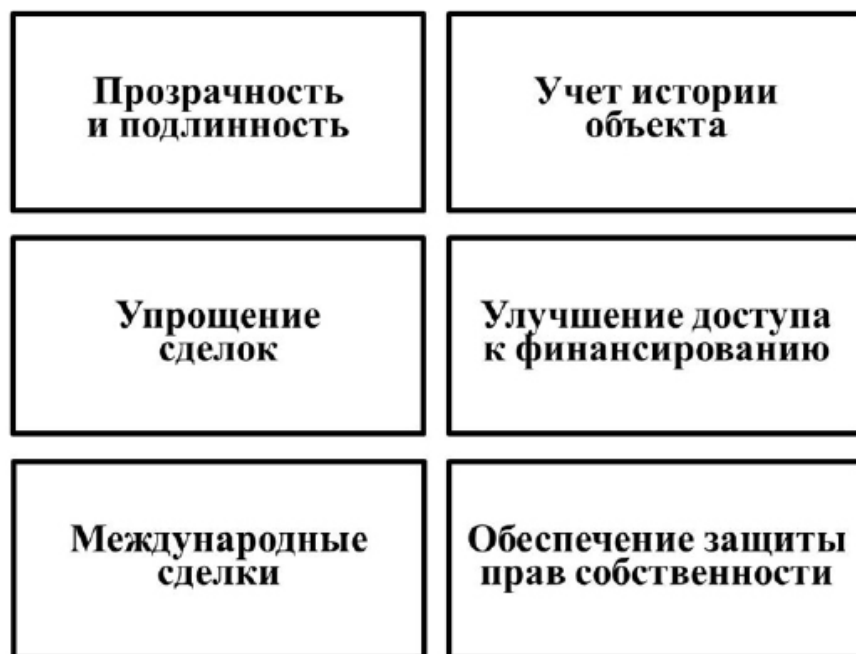 Прозрачность
и подлинность
Учет истории
объекта
Упрощение
сделок
Улучшение доступа
к финансированию
Международные
сделки
Обеспечение защиты
прав собственности